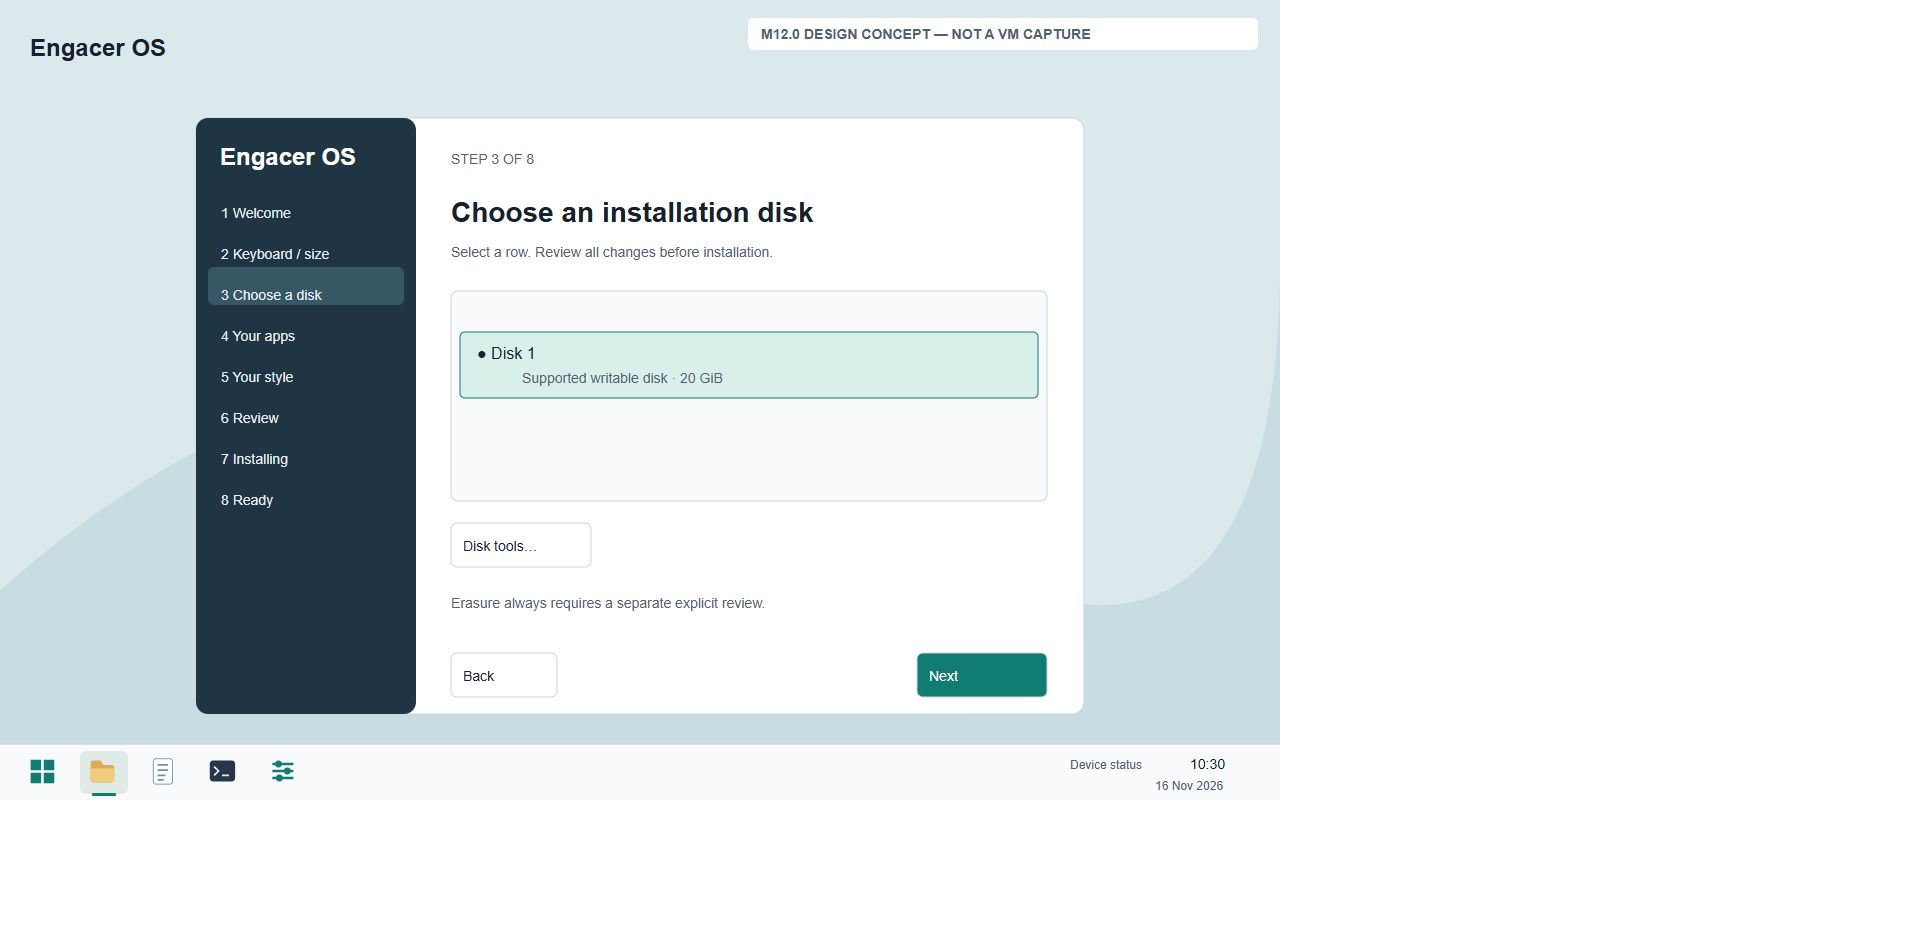 Engacer OS
M12.0 DESIGN CONCEPT — NOT A VM CAPTURE
Engacer OS
1 Welcome
2 Keyboard / size
3 Choose a disk
4 Your apps
5 Your style
6 Review
7 Installing
8 Ready
STEP 3 OF 8
Choose an installation disk
Select a row. Review all changes before installation.
● Disk 1
Supported writable disk · 20 GiB
Disk tools…
Erasure always requires a separate explicit review.
Back
Next
Device status
10:30
16 Nov 2026